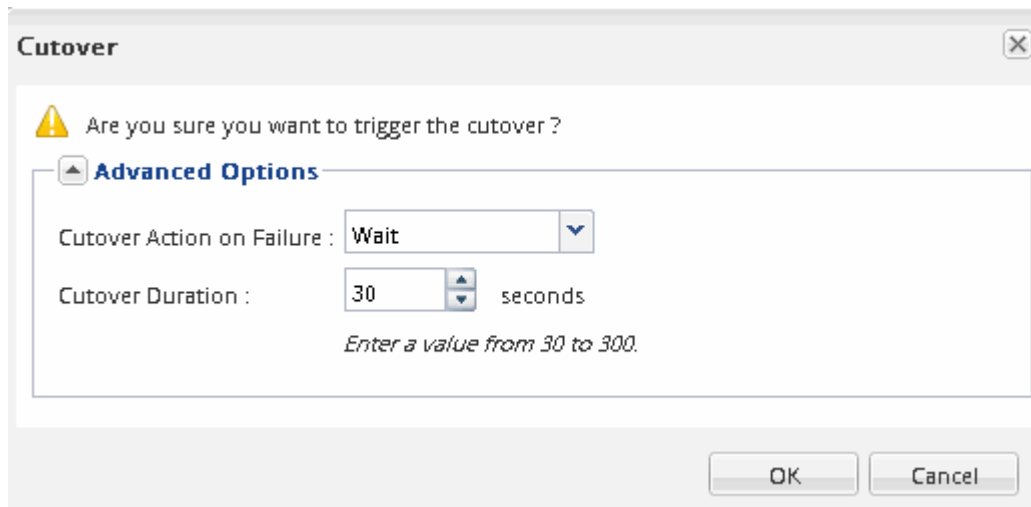 Cutover
Are you sure you want to trigger the cutover ?
Advanced Options
Cutover Action on Failure : Wait
Cutover Duration : 30 seconds
Enter a value from 30 to 300.
OK Cancel